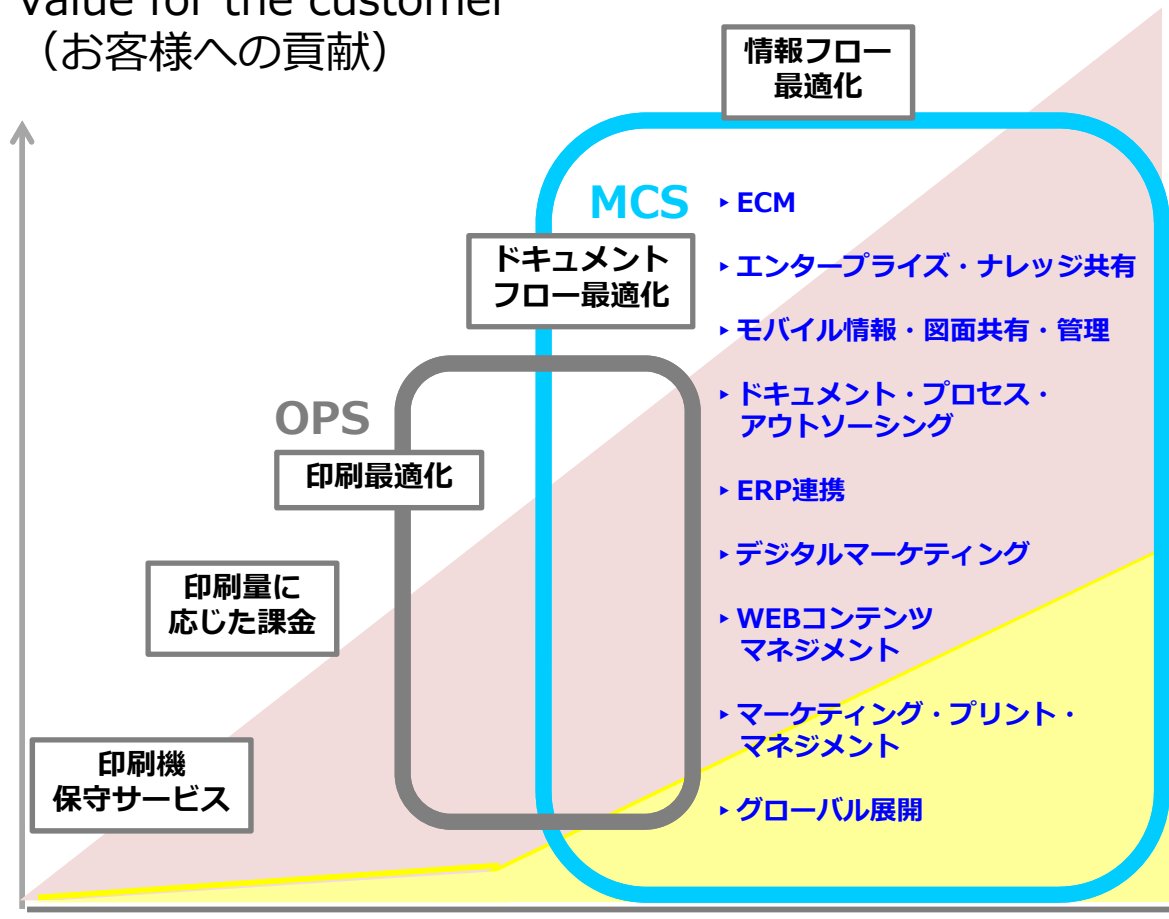 Value for the customer
（お客様への貢献）
情報フロー
最適化
MCS
‣ ECM
ドキュメント
フロー最適化
‣ エンタープライズ・ナレッジ共有
‣ モバイル情報・図面共有・管理
‣ ドキュメント・プロセス・
アウトソーシング
OPS
印刷最適化
‣ ERP連携
‣ デジタルマーケティング
印刷量に
応じた課金
‣ WEBコンテンツ
マネジメント
‣ マーケティング・プリント・
マネジメント
印刷機
保守サービス
‣ グローバル展開